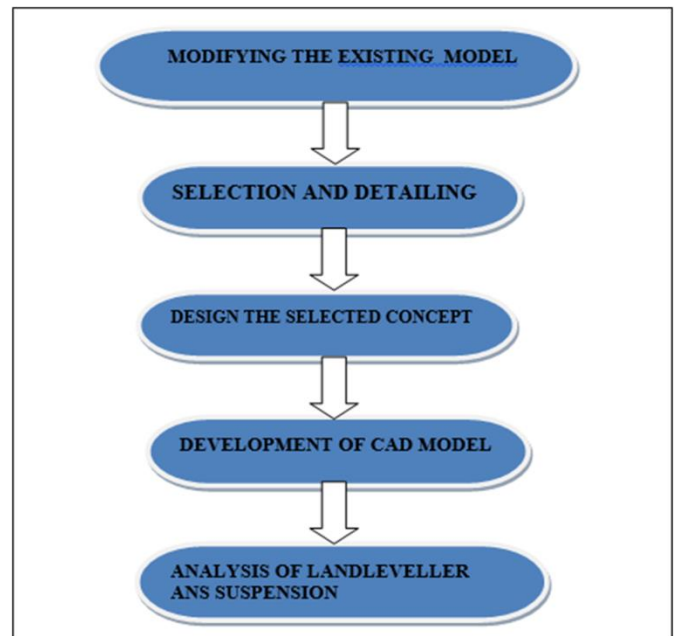 MODIFYING THE EXISTING MODEL
SELECTION AND DETAILING
DESIGN THE SELECTED CONCEPT
DEVELOPMENT OF CAD MODEL
ANALYSIS OF LANDLEVELLER
ANS SUSPENSION